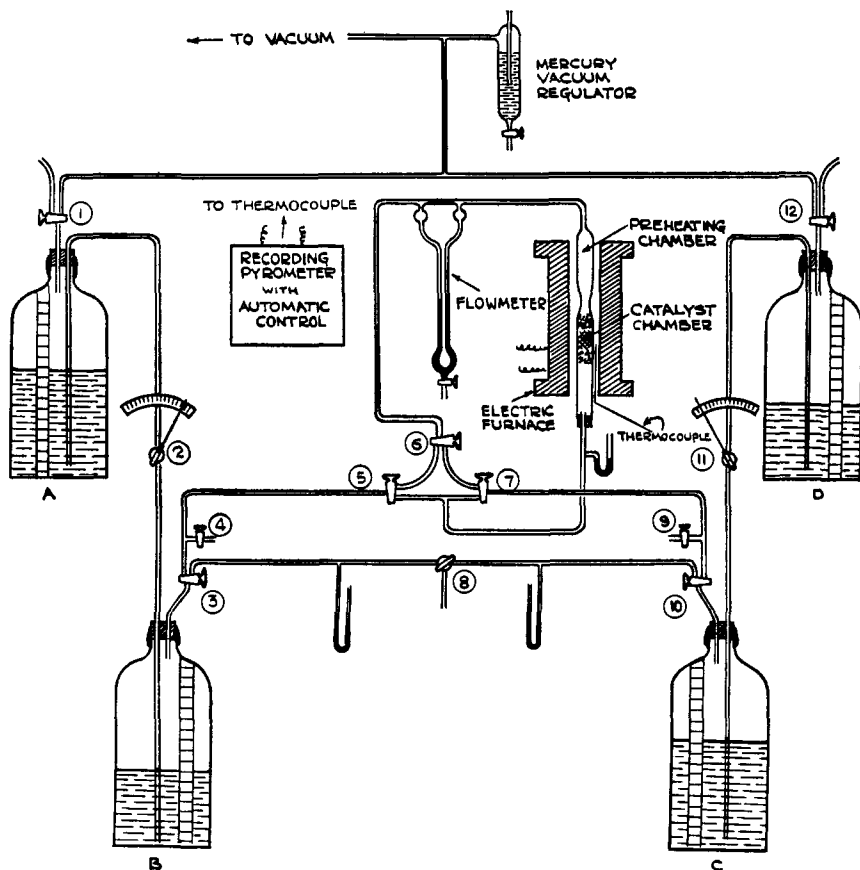 TO VACUUM
MERCURY
VACUUM
REGULATOR
1
12
TO THERMOCOUPLE
RECORDING
PYROMETER
WITH
AUTOMATIC
CONTROL
FLOWMETER
PREHEATING
CHAMBER
CATALYST
CHAMBER
ELECTRIC
FURNACE
THERMOCOUPLE
2
11
6
5
7
4
9
3
8
10
A
D
B
C